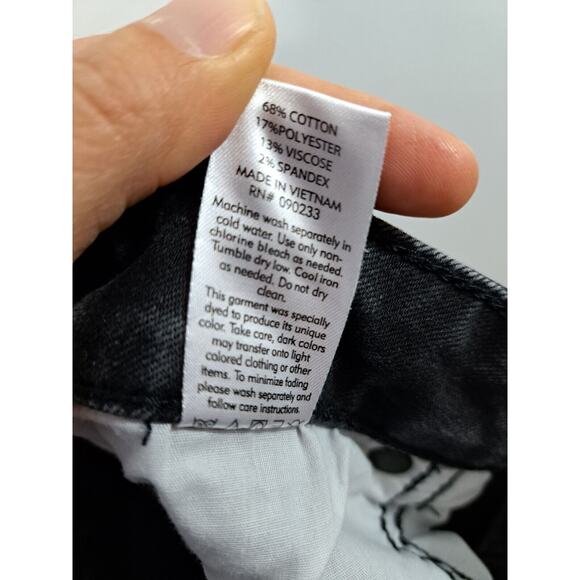 68% COTTON
17%POLYESTER
13% VISCOSE
2% SPANDEX
MADE IN VIETNAM
RN# 090233
Machine wash separately in
cold water. Use only non-
chlorine bleach as needed.
Tumble dry low. Cool iron
as needed. Do not dry
clean.
This garment was specially
dyed to produce its unique
color. Take care, dark colors
may transfer onto light
colored clothing or other
items. To minimize fading
please wash separately and
follow care instructions.